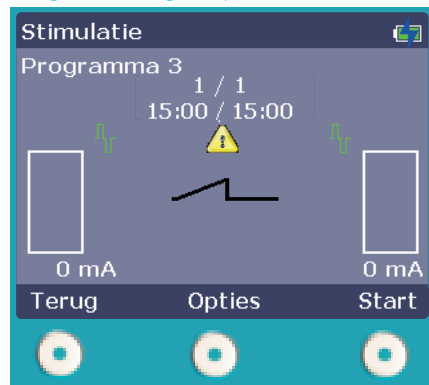 Stimulatie
Programma 3
1 / 1
15:00 / 15:00
0 mA 0 mA
Terug Opties Start